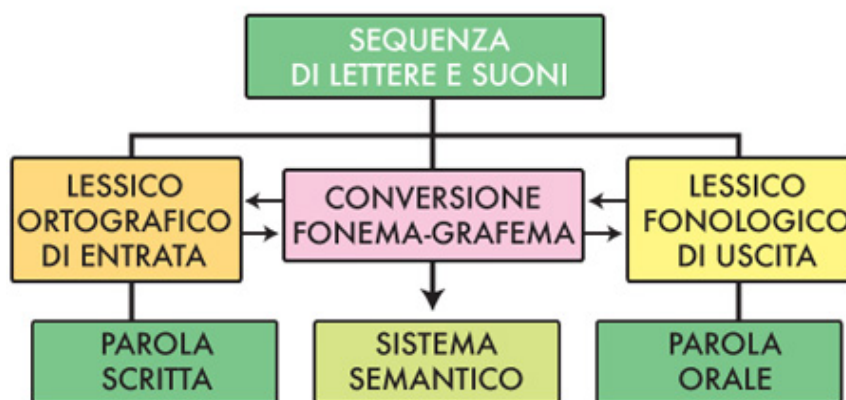 SEQUENZA
DI LETTERE E SUONI
LESSICO
ORTOGRAFICO
DI ENTRATA
CONVERSIONE
FONEMA-GRAFEMA
LESSICO
FONOLOGICO
DI USCITA
PAROLA
SCRITTA
SISTEMA
SEMANTICO
PAROLA
ORALE